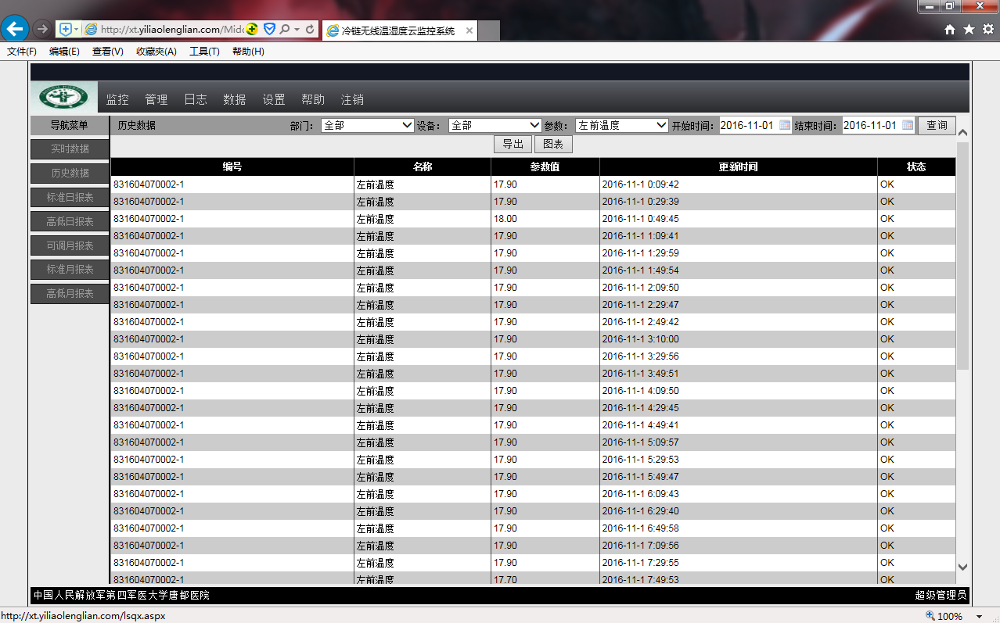 http://xt.yiliaolenglian.com/Mido
冷链无线温湿度云监控系统
文件(F) 编辑(E) 查看(V) 收藏夹(A) 工具(T) 帮助(H)
监控 管理 日志 数据 设置 帮助 注销
导航菜单
实时数据
历史数据
标准日报表
高低日报表
可调月报表
标准月报表
高低月报表
历史数据 部门: 全部 设备: 全部 参数: 左前温度 开始时间: 2016-11-01 结束时间: 2016-11-01 查询
导出 图表
编号 名称 参数值 更新时间 状态
831604070002-1 左前温度 17.90 2016-11-1 0:09:42 OK
831604070002-1 左前温度 17.90 2016-11-1 0:29:39 OK
831604070002-1 左前温度 18.00 2016-11-1 0:49:45 OK
831604070002-1 左前温度 17.90 2016-11-1 1:09:41 OK
831604070002-1 左前温度 17.90 2016-11-1 1:29:59 OK
831604070002-1 左前温度 17.90 2016-11-1 1:49:54 OK
831604070002-1 左前温度 17.90 2016-11-1 2:09:50 OK
831604070002-1 左前温度 17.90 2016-11-1 2:29:47 OK
831604070002-1 左前温度 17.90 2016-11-1 2:49:42 OK
831604070002-1 左前温度 17.90 2016-11-1 3:10:00 OK
831604070002-1 左前温度 17.90 2016-11-1 3:29:56 OK
831604070002-1 左前温度 17.90 2016-11-1 3:49:51 OK
831604070002-1 左前温度 17.90 2016-11-1 4:09:50 OK
831604070002-1 左前温度 17.90 2016-11-1 4:29:45 OK
831604070002-1 左前温度 17.90 2016-11-1 4:49:41 OK
831604070002-1 左前温度 17.90 2016-11-1 5:09:57 OK
831604070002-1 左前温度 17.90 2016-11-1 5:29:53 OK
831604070002-1 左前温度 17.90 2016-11-1 5:49:47 OK
831604070002-1 左前温度 17.90 2016-11-1 6:09:43 OK
831604070002-1 左前温度 17.90 2016-11-1 6:29:40 OK
831604070002-1 左前温度 17.90 2016-11-1 6:49:58 OK
831604070002-1 左前温度 17.90 2016-11-1 7:09:56 OK
831604070002-1 左前温度 17.90 2016-11-1 7:29:55 OK
831604070002-1 左前温度 17.70 2016-11-1 7:49:53 OK
中国人民解放军第四军医大学唐都医院 超级管理员
http://xt.yiliaolenglian.com/lsqx.aspx 100%